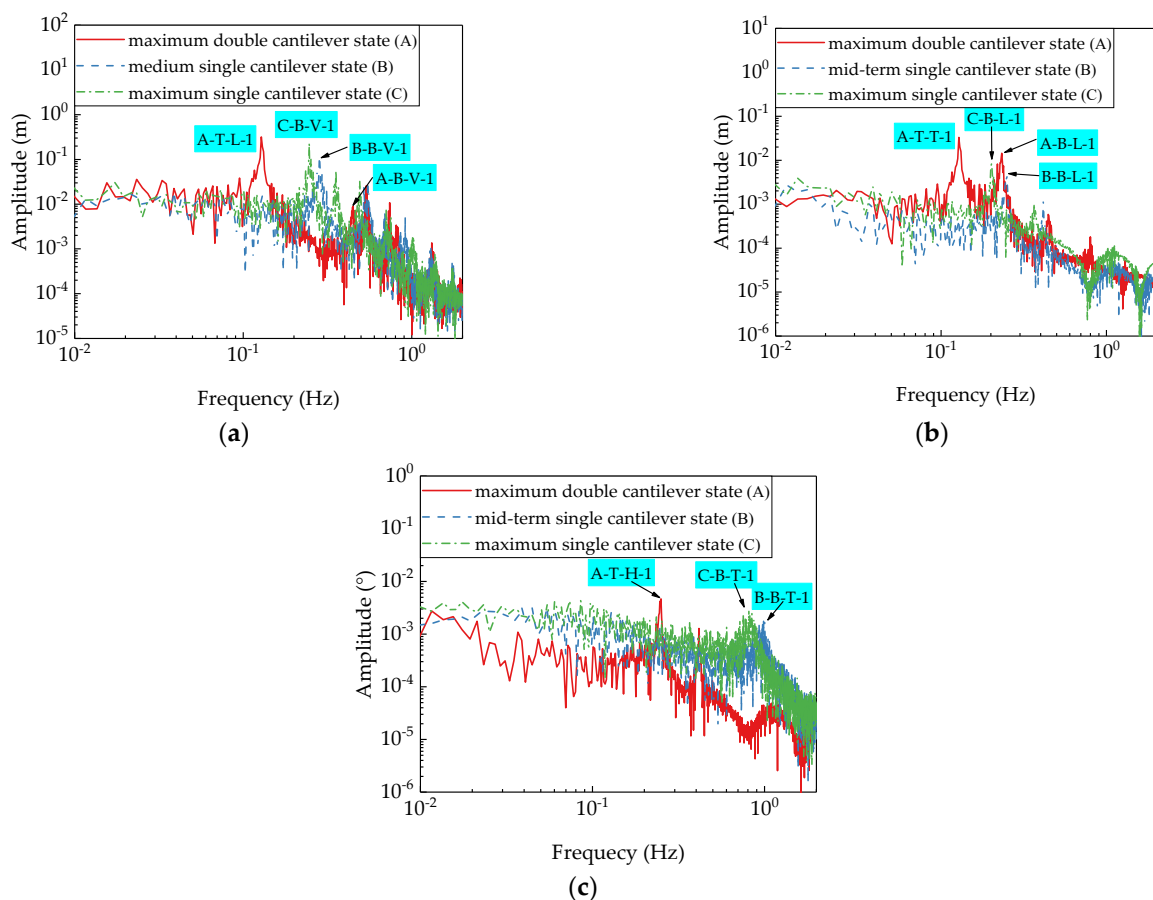 10² 10¹ 10⁰ 10⁻¹ 10⁻² 10⁻³ 10⁻⁴ 10⁻⁵
Amplitude (m)
maximum double cantilever state (A)
medium single cantilever state (B)
maximum single cantilever state (C)
A-T-L-1
C-B-V-1
B-B-V-1
A-B-V-1
10⁻² 10⁻¹ 10⁰
Frequency (Hz)
(a)
10¹ 10⁰ 10⁻¹ 10⁻² 10⁻³ 10⁻⁴ 10⁻⁵ 10⁻⁶
Amplitude (m)
maximum double cantilever state (A)
mid-term single cantilever state (B)
maximum single cantilever state (C)
C-B-L-1
A-T-T-1
A-B-L-1
B-B-L-1
10⁻² 10⁻¹ 10⁰
Frequency (Hz)
(b)
10⁰ 10⁻¹ 10⁻² 10⁻³ 10⁻⁴ 10⁻⁵ 10⁻⁶
Amplitude (°)
maximum double cantilever state (A)
mid-term single cantilever state (B)
maximum single cantilever state (C)
A-T-H-1
C-B-T-1
B-B-T-1
10⁻² 10⁻¹ 10⁰
Frequecy (Hz)
(c)